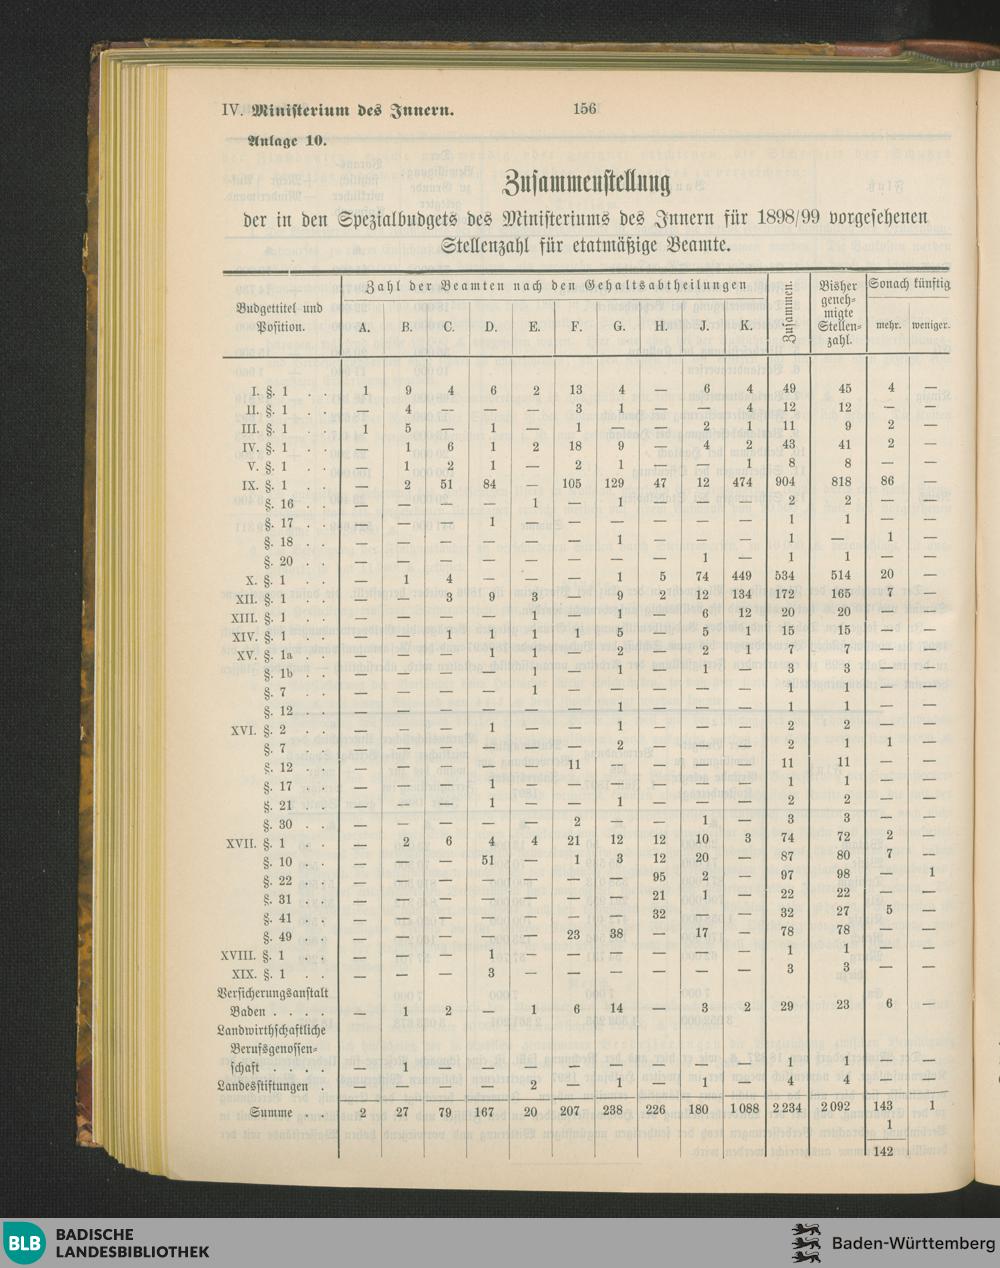 IV. Ministerium des Innern. 156
Anlage 10.
Zusammenstellung
der in den Spezialbudgets des Ministeriums des Innern für 1898/99 vorgesehenen
Stellenzahl für etatmäßige Beamte.
Budgettitel und Position. Zahl der Beamten nach den Gehaltsabtheilungen Zusammen. Bisher geneh-migte Stellen-zahl. Sonach künftig
A. B. C. D. E. F. G. H. J. K. mehr. weniger.
I. §. 1 . . 1 9 4 6 2 13 4 — 6 4 49 45 4 —
II. §. 1 . . — 4 — — — 3 1 — — 4 12 12 — —
III. §. 1 . . 1 5 — 1 — 1 — — 2 1 11 9 2 —
IV. §. 1 . . — 1 6 1 2 18 9 — 4 2 43 41 2 —
V. §. 1 . . — 1 2 1 — 2 1 — — 1 8 8 — —
IX. §. 1 . . — 2 51 84 — 105 129 47 12 474 904 818 86 —
§. 16 . . — — — — 1 — 1 — — — 2 2 — —
§. 17 . . — — — 1 — — — — — — 1 1 — —
§. 18 . . — — — — — — 1 — — — 1 — 1 —
§. 20 . . — — — — — — — — 1 — 1 1 — —
X. §. 1 . . — 1 4 — — — 1 5 74 449 534 514 20 —
XII. §. 1 . . — — 3 9 3 — 9 2 12 134 172 165 7 —
XIII. §. 1 . . — — — — 1 — 1 — 6 12 20 20 — —
XIV. §. 1 . . — — 1 1 1 1 5 — 5 1 15 15 — —
XV. §. 1a . . — — — 1 1 — 2 — 2 1 7 7 — —
§. 1b . . — — — — 1 — 1 — 1 — 3 3 — —
§. 7 . . — — — — 1 — — — — — 1 1 — —
§. 12 . . — — — — — — 1 — — — 1 1 — —
XVI. §. 2 . . — — — 1 — — 1 — — — 2 2 — —
§. 7 . . — — — — — — 2 — — — 2 1 1 —
§. 12 . . — — — — — 11 — — — — 11 11 — —
§. 17 . . — — — 1 — — — — — — 1 1 — —
§. 21 . . — — — 1 — — 1 — — — 2 2 — —
§. 30 . . — — — — — 2 — — 1 — 3 3 — —
XVII. §. 1 . . — 2 6 4 4 21 12 12 10 3 74 72 2 —
§. 10 . . — — — 51 — 1 3 12 20 — 87 80 7 —
§. 22 . . — — — — — — — 95 2 — 97 98 — 1
§. 31 . . — — — — — — — 21 1 — 22 22 — —
§. 41 . . — — — — — — — 32 — — 32 27 5 —
§. 49 . . — — — — — 23 38 — 17 — 78 78 — —
XVIII. §. 1 . . — — — 1 — — — — — — 1 1 — —
XIX. §. 1 . . — — — 3 — — — — — — 3 3 — —
Versicherungsanstalt
Baden . . . . — 1 2 — 1 6 14 — 3 2 29 23 6 —
Landwirthschaftliche
Berufsgenossen-
schaft . . . . — 1 — — — — — — — — 1 1 — —
Landesstiftungen . — — — — 2 — 1 — 1 — 4 4 — —
Summe . . 2 27 79 167 20 207 238 226 180 1 088 2 234 2 092 143 1
1
142
BLB BADISCHE
LANDESBIBLIOTHEK
Baden-Württemberg